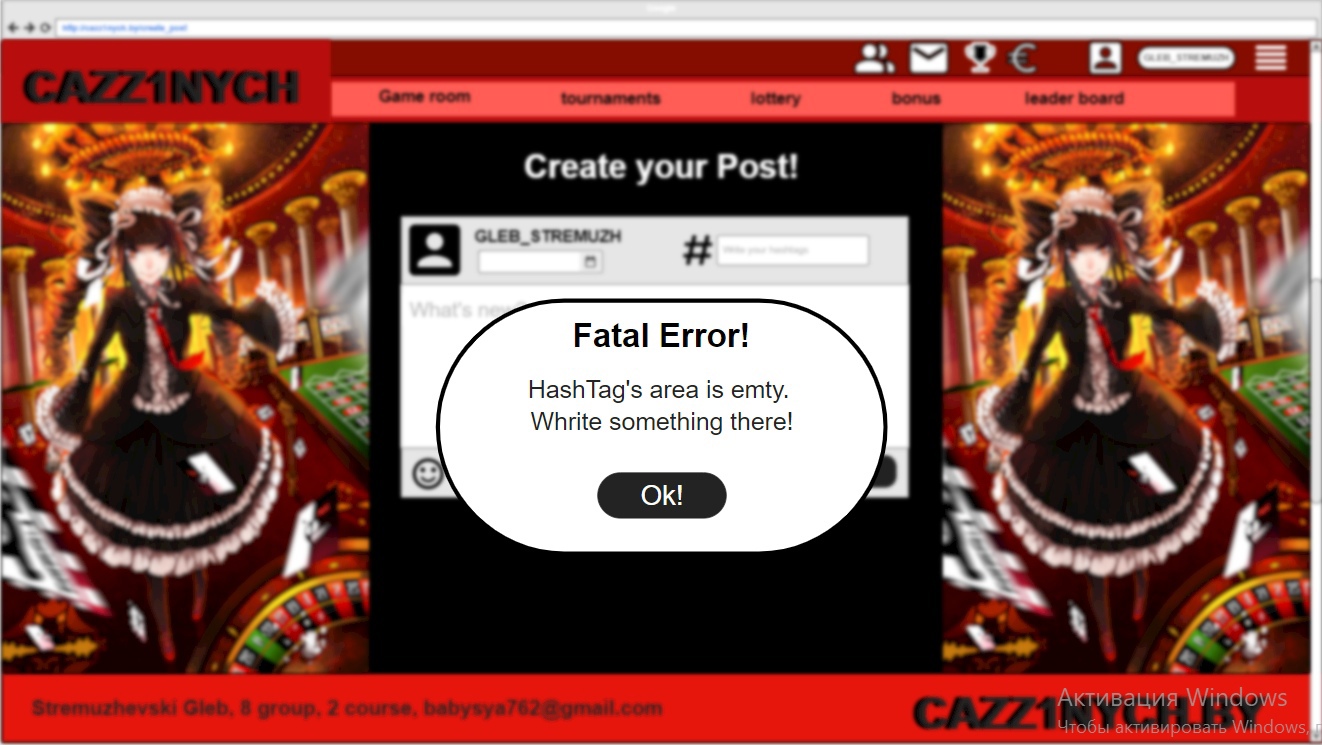 Google
http://cazz1nych.by/create_post/
CAZZ1NYCH
GLEB_STREMUZH
Game room
tournaments
lottery
bonus
leader board
Create your Post!
GLEB_STREMUZH
#
Write your hashtags
What's new?
Fatal Error!
HashTag's area is emty.
Whrite something there!
Ok!
Stremuzhevski Gleb, 8 group, 2 course, babysya762@gmail.com
CAZZ1NYCH.BY
Активация Windows
Чтобы активировать Windows,